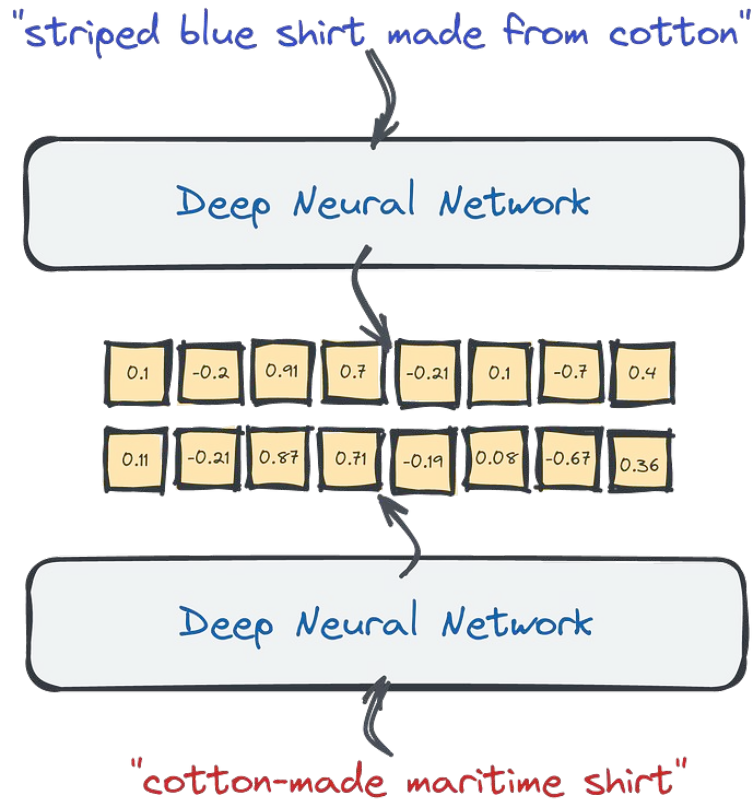 "striped blue shirt made from cotton"
Deep Neural Network
0.1 -0.2 0.91 0.7 -0.21 0.1 -0.7 0.4
0.11 -0.21 0.87 0.71 -0.19 0.08 -0.67 0.36
Deep Neural Network
"cotton-made maritime shirt"